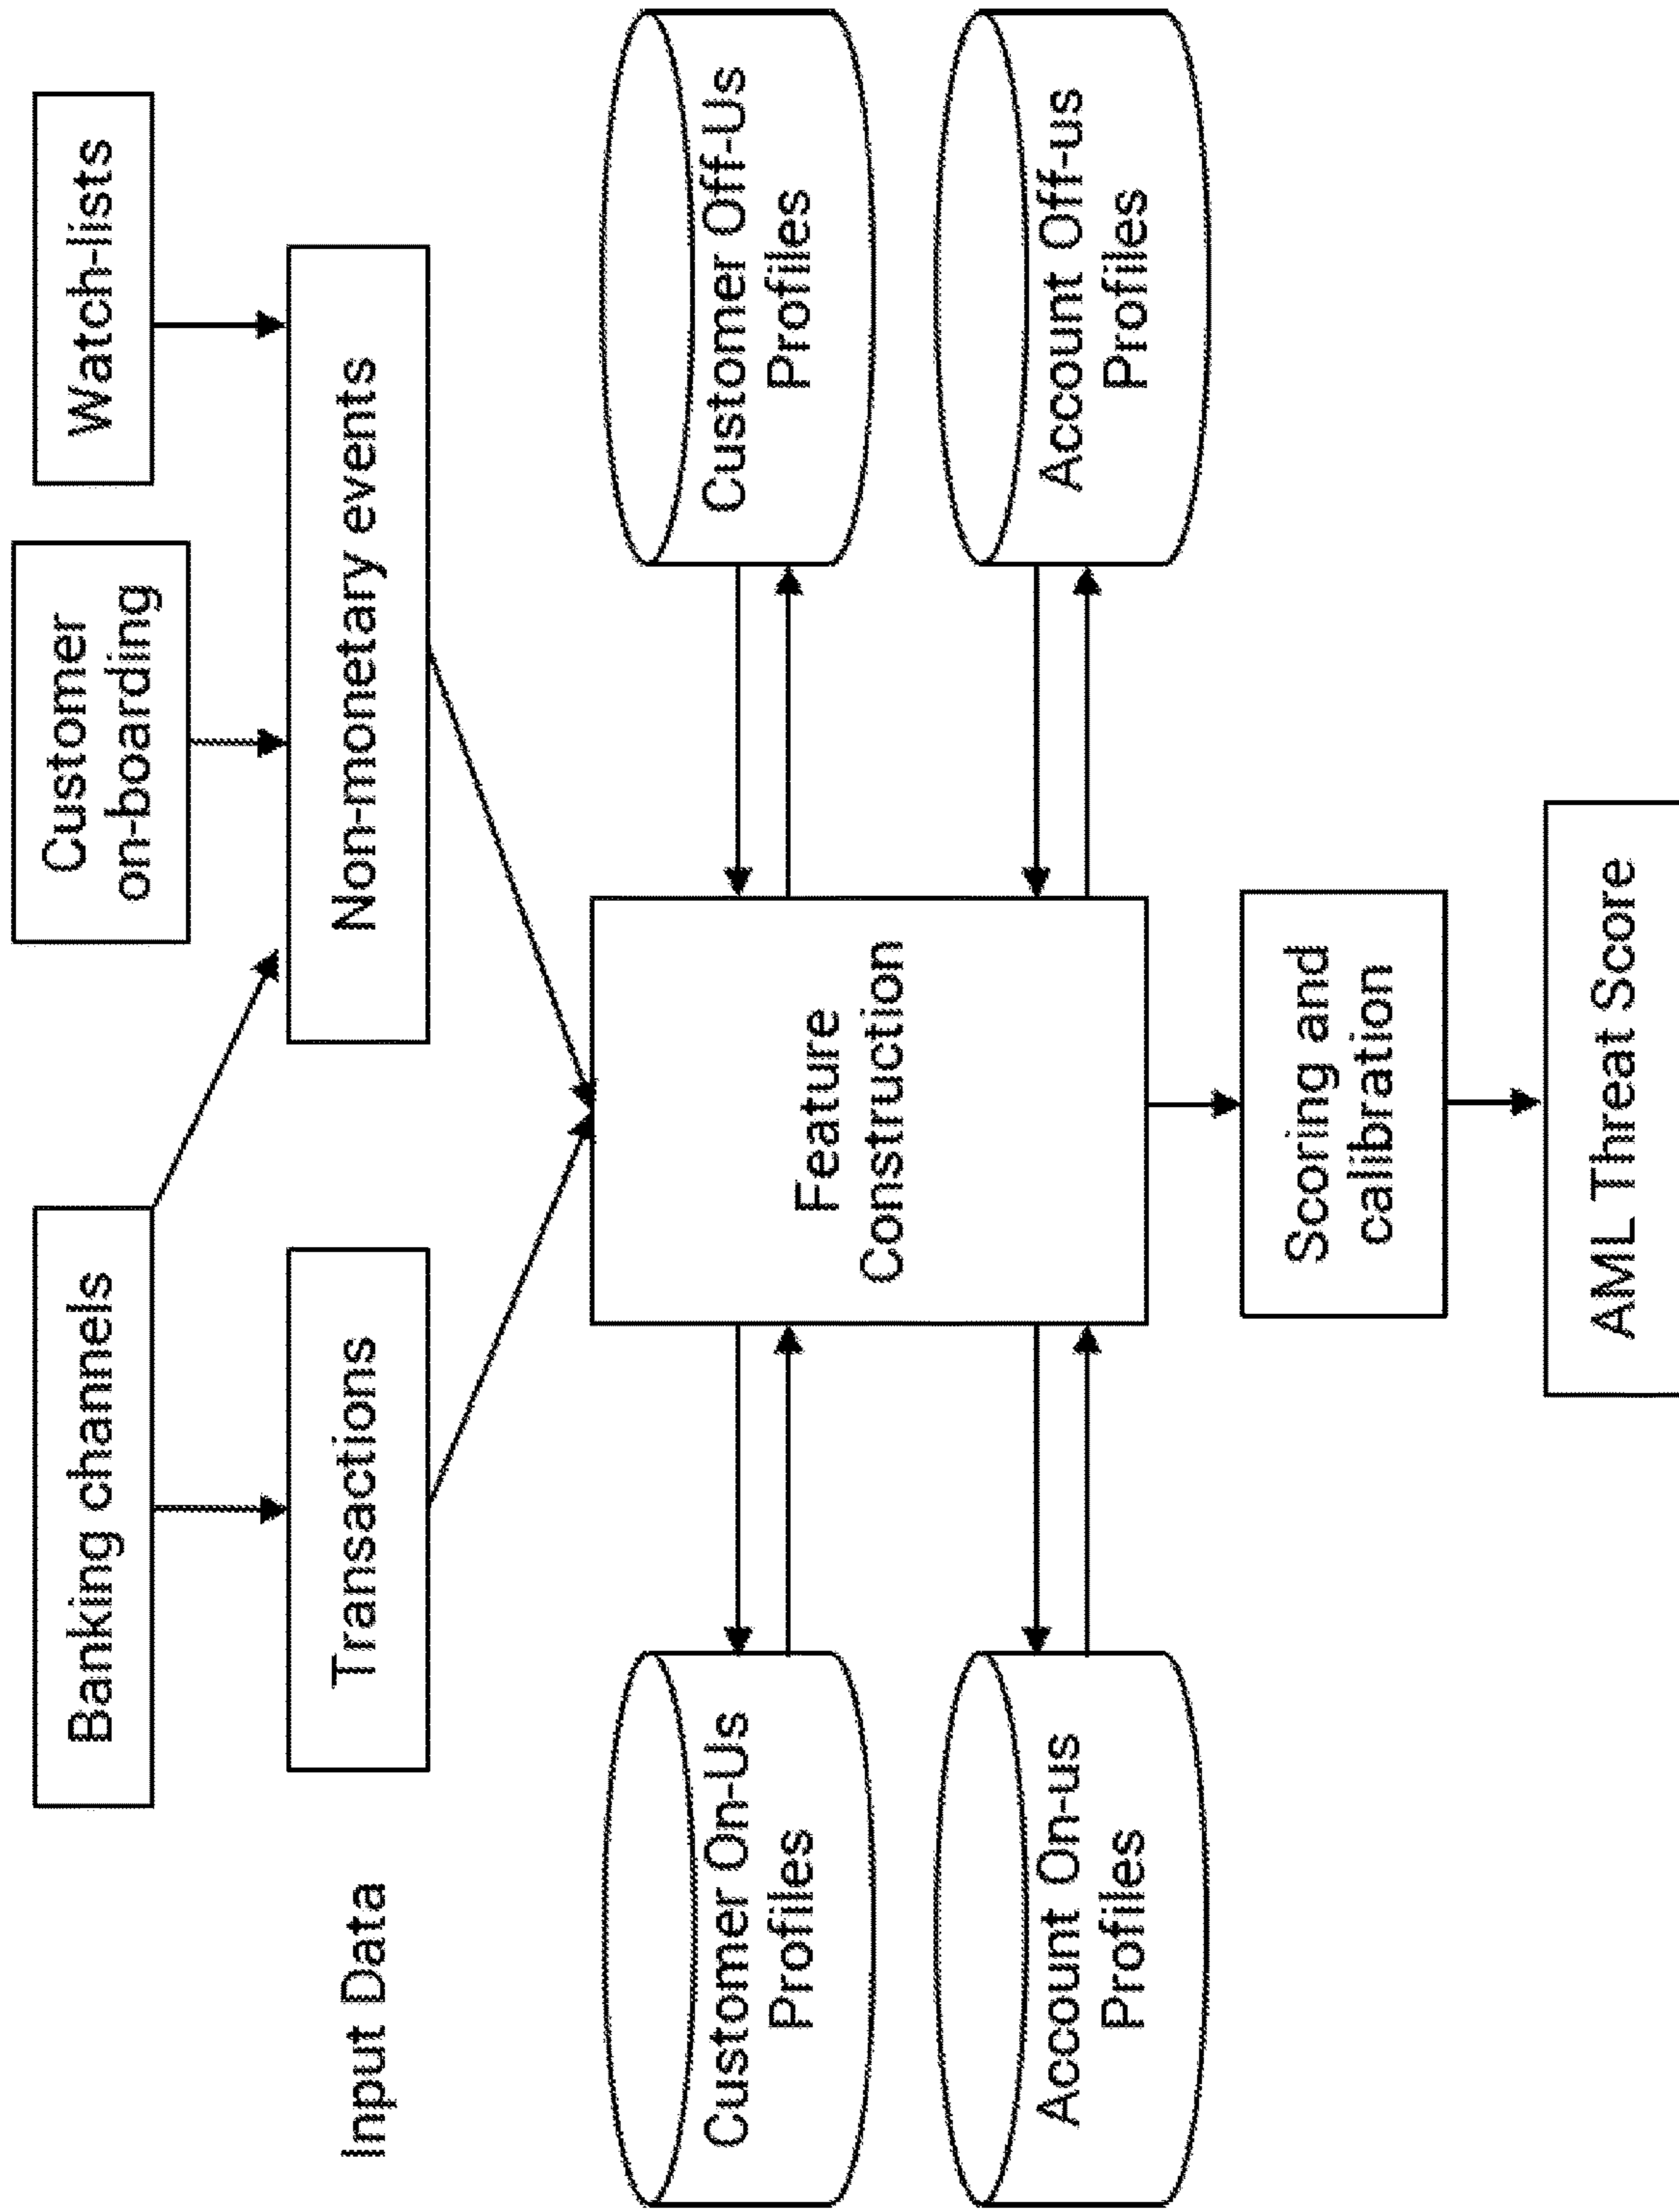 Banking channels
Customer
on-boarding
Watch-lists
Input Data
Transactions
Non-monetary events
Customer On-Us
Profiles
Feature
Construction
Customer Off-Us
Profiles
Account On-us
Profiles
Account Off-us
Profiles
Scoring and
calibration
AML Threat Score